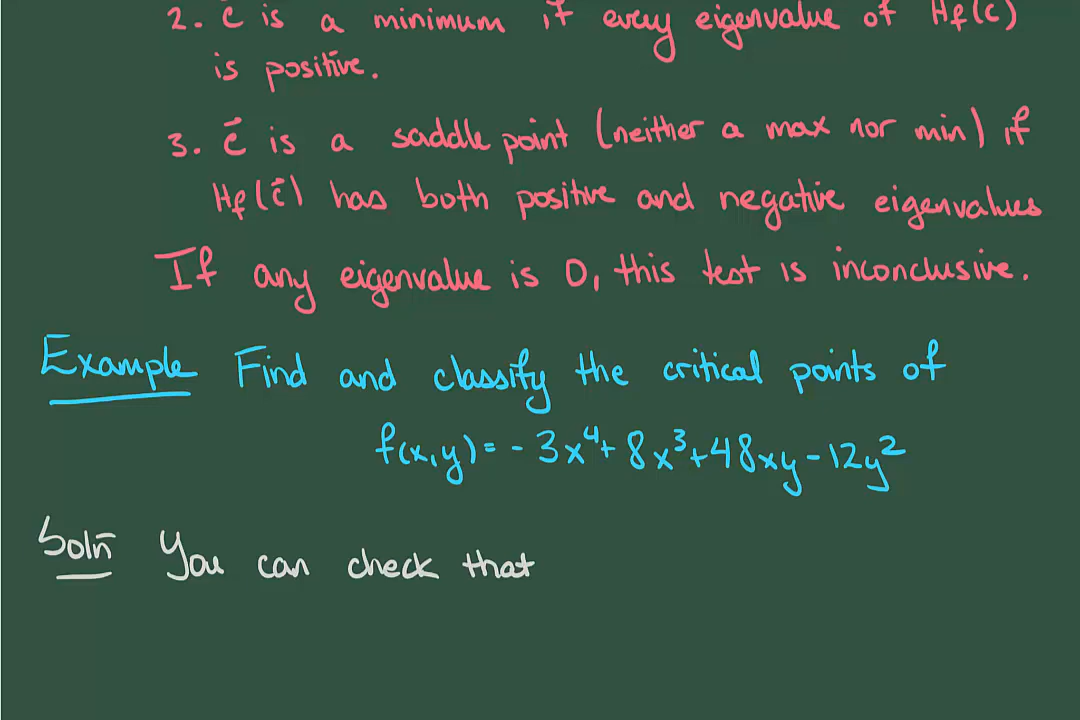 2. c⃗ is a minimum if every eigenvalue of Hf(c⃗)
is positive.
3. c⃗ is a saddle point (neither a max nor min) if
Hf(c⃗) has both positive and negative eigenvalues
If any eigenvalue is 0, this test is inconclusive.
Example Find and classify the critical points of
f(x,y)= -3x⁴+8x³+48xy-12y²
Solñ You can check that